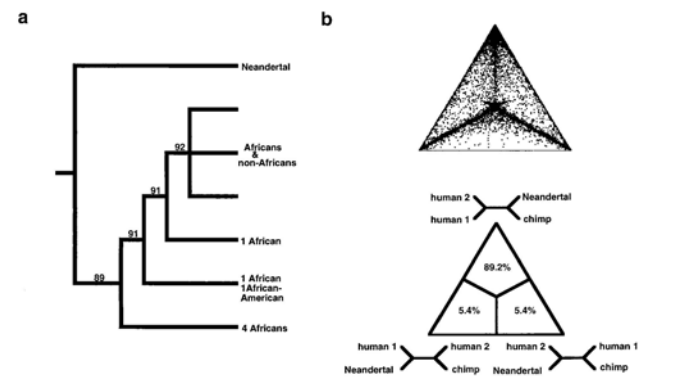 a
b
Neandertal
92
Africans
&
non-Africans
91
91
1 African
89
1 African
1African-
American
4 Africans
human 2
Neandertal
human 1
chimp
89.2%
5.4%
5.4%
human 1
human 2
Neandertal
chimp
human 2
human 1
Neandertal
chimp